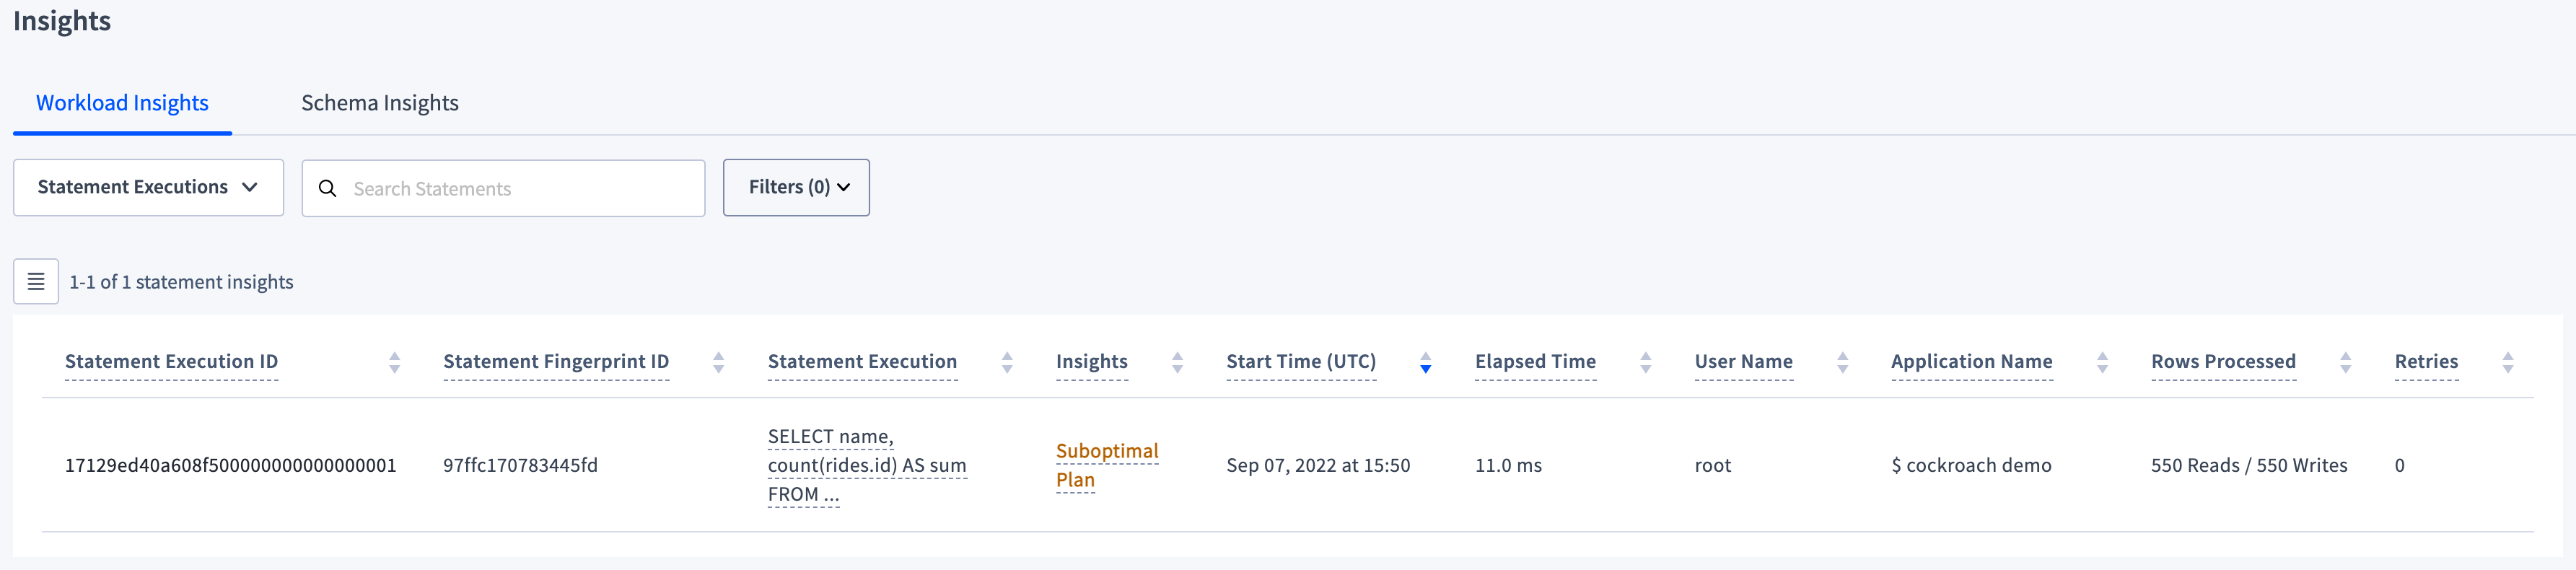 Insights
Workload Insights Schema Insights
Statement Executions Search Statements Filters (0)
1-1 of 1 statement insights
Statement Execution ID Statement Fingerprint ID Statement Execution Insights Start Time (UTC) Elapsed Time User Name Application Name Rows Processed Retries
17129ed40a608f500000000000000001 97ffc170783445fd SELECT name,
count(rides.id) AS sum
FROM ... Suboptimal
Plan Sep 07, 2022 at 15:50 11.0 ms root $ cockroach demo 550 Reads / 550 Writes 0